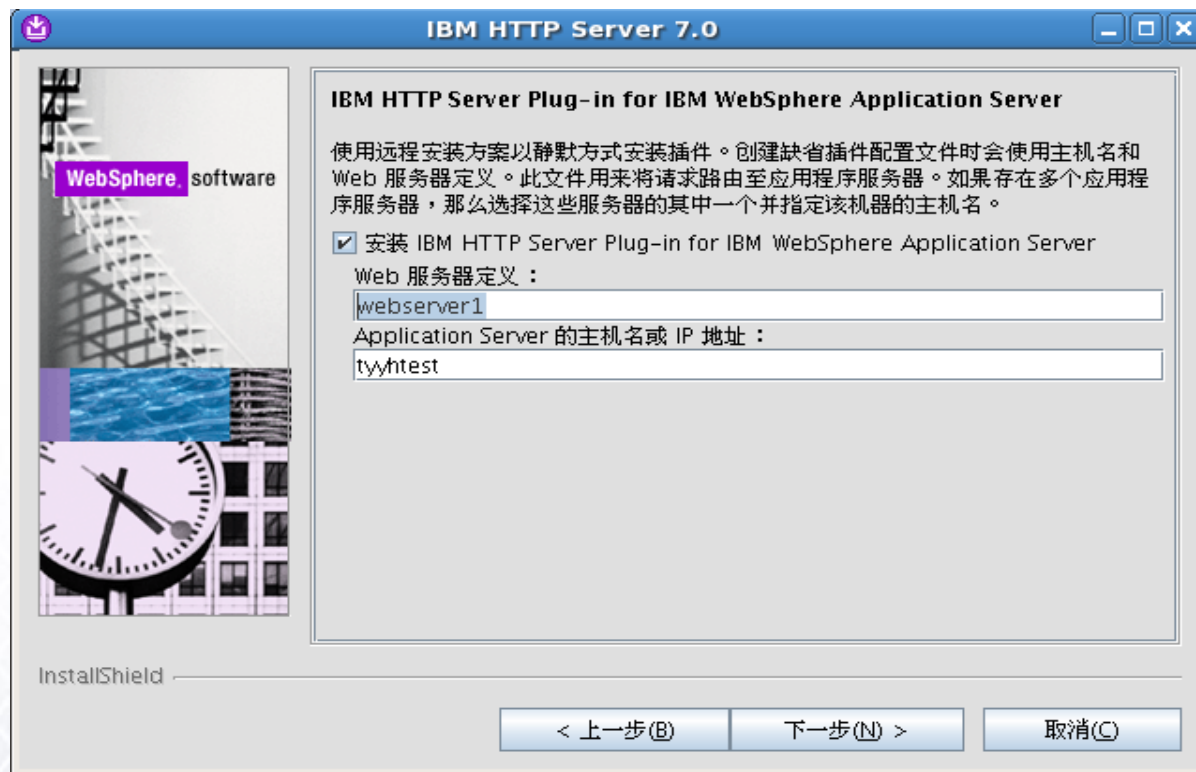 IBM HTTP Server 7.0
WebSphere. software
IBM HTTP Server Plug-in for IBM WebSphere Application Server
使用远程安装方案以静默方式安装插件。创建缺省插件配置文件时会使用主机名和
Web 服务器定义。此文件用来将请求路由至应用程序服务器。如果存在多个应用程
序服务器，那么选择这些服务器的其中一个并指定该机器的主机名。
安装 IBM HTTP Server Plug-in for IBM WebSphere Application Server
Web 服务器定义：
webserver1
Application Server 的主机名或 IP 地址：
tyyhtest
InstallShield
< 上一步(B) 下一步(N) > 取消(C)